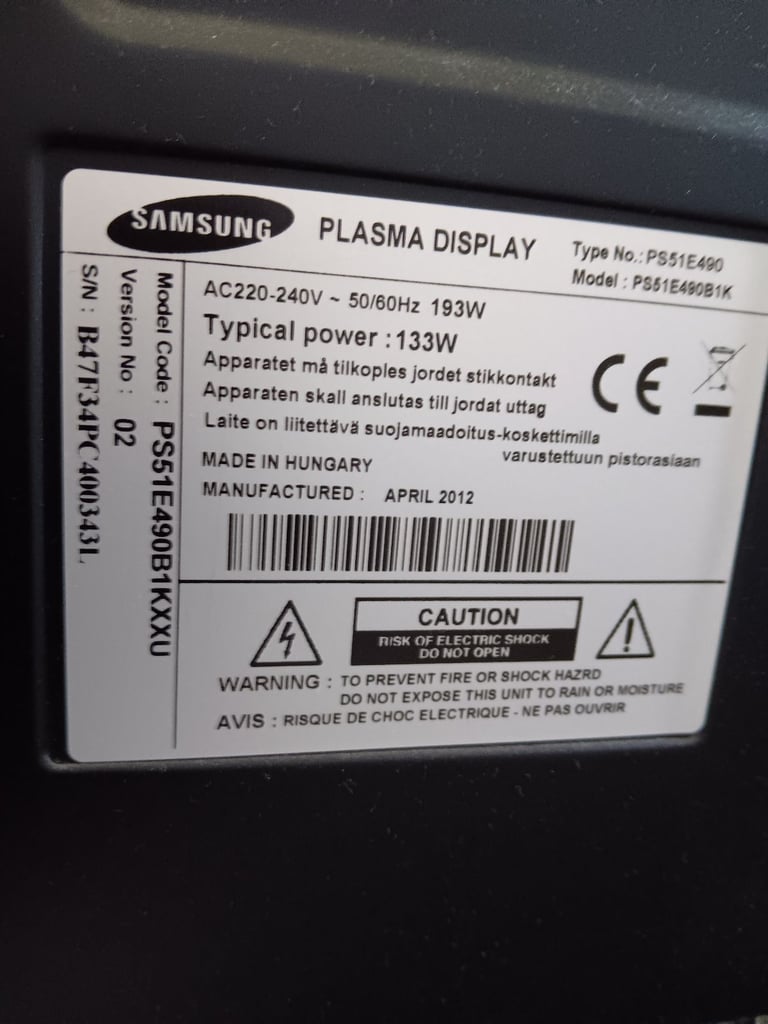 SAMSUNG PLASMA DISPLAY
Type No.: PS51E490
Model : PS51E490B1K
AC220-240V ~ 50/60Hz 193W
Typical power : 133W
Apparatet må tilkoples jordet stikkontakt
Apparaten skall anslutas till jordat uttag
Laite on liitettävä suojamaadoitus-koskettimilla
varustettuun pistorasiaan
MADE IN HUNGARY
MANUFACTURED : APRIL 2012
CE
Model Code : PS51E490B1KXXU
Version No : 02
S/N : B47F34PC400343L
CAUTION
RISK OF ELECTRIC SHOCK
DO NOT OPEN
WARNING : TO PREVENT FIRE OR SHOCK HAZRD
DO NOT EXPOSE THIS UNIT TO RAIN OR MOISTURE
AVIS : RISQUE DE CHOC ELECTRIQUE - NE PAS OUVRIR